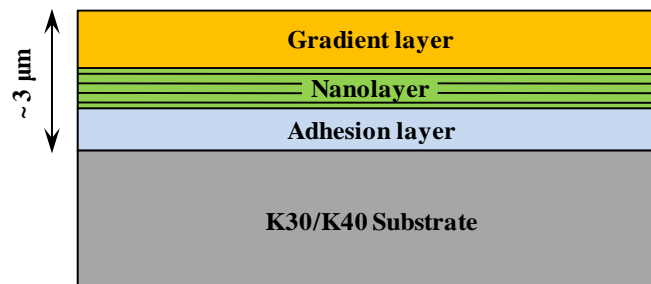 Gradient layer
Nanolayer
Adhesion layer
~ 3 µm
K30/K40 Substrate